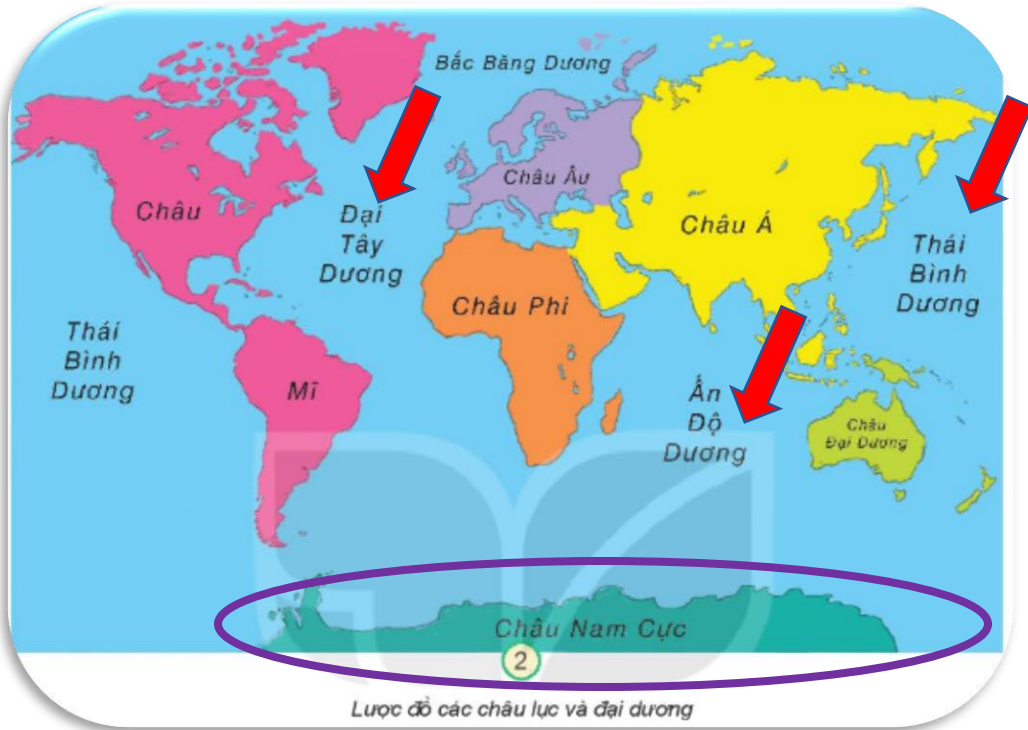 Bắc Băng Dương
Châu Âu
Châu
Đại
Tây
Dương
Châu Á
Thái
Bình
Dương
Châu Phi
Thái
Bình
Dương
Mĩ
Ấn
Độ
Dương
Châu
Đại Dương
Châu Nam Cực
2
Lược đồ các châu lục và đại dương